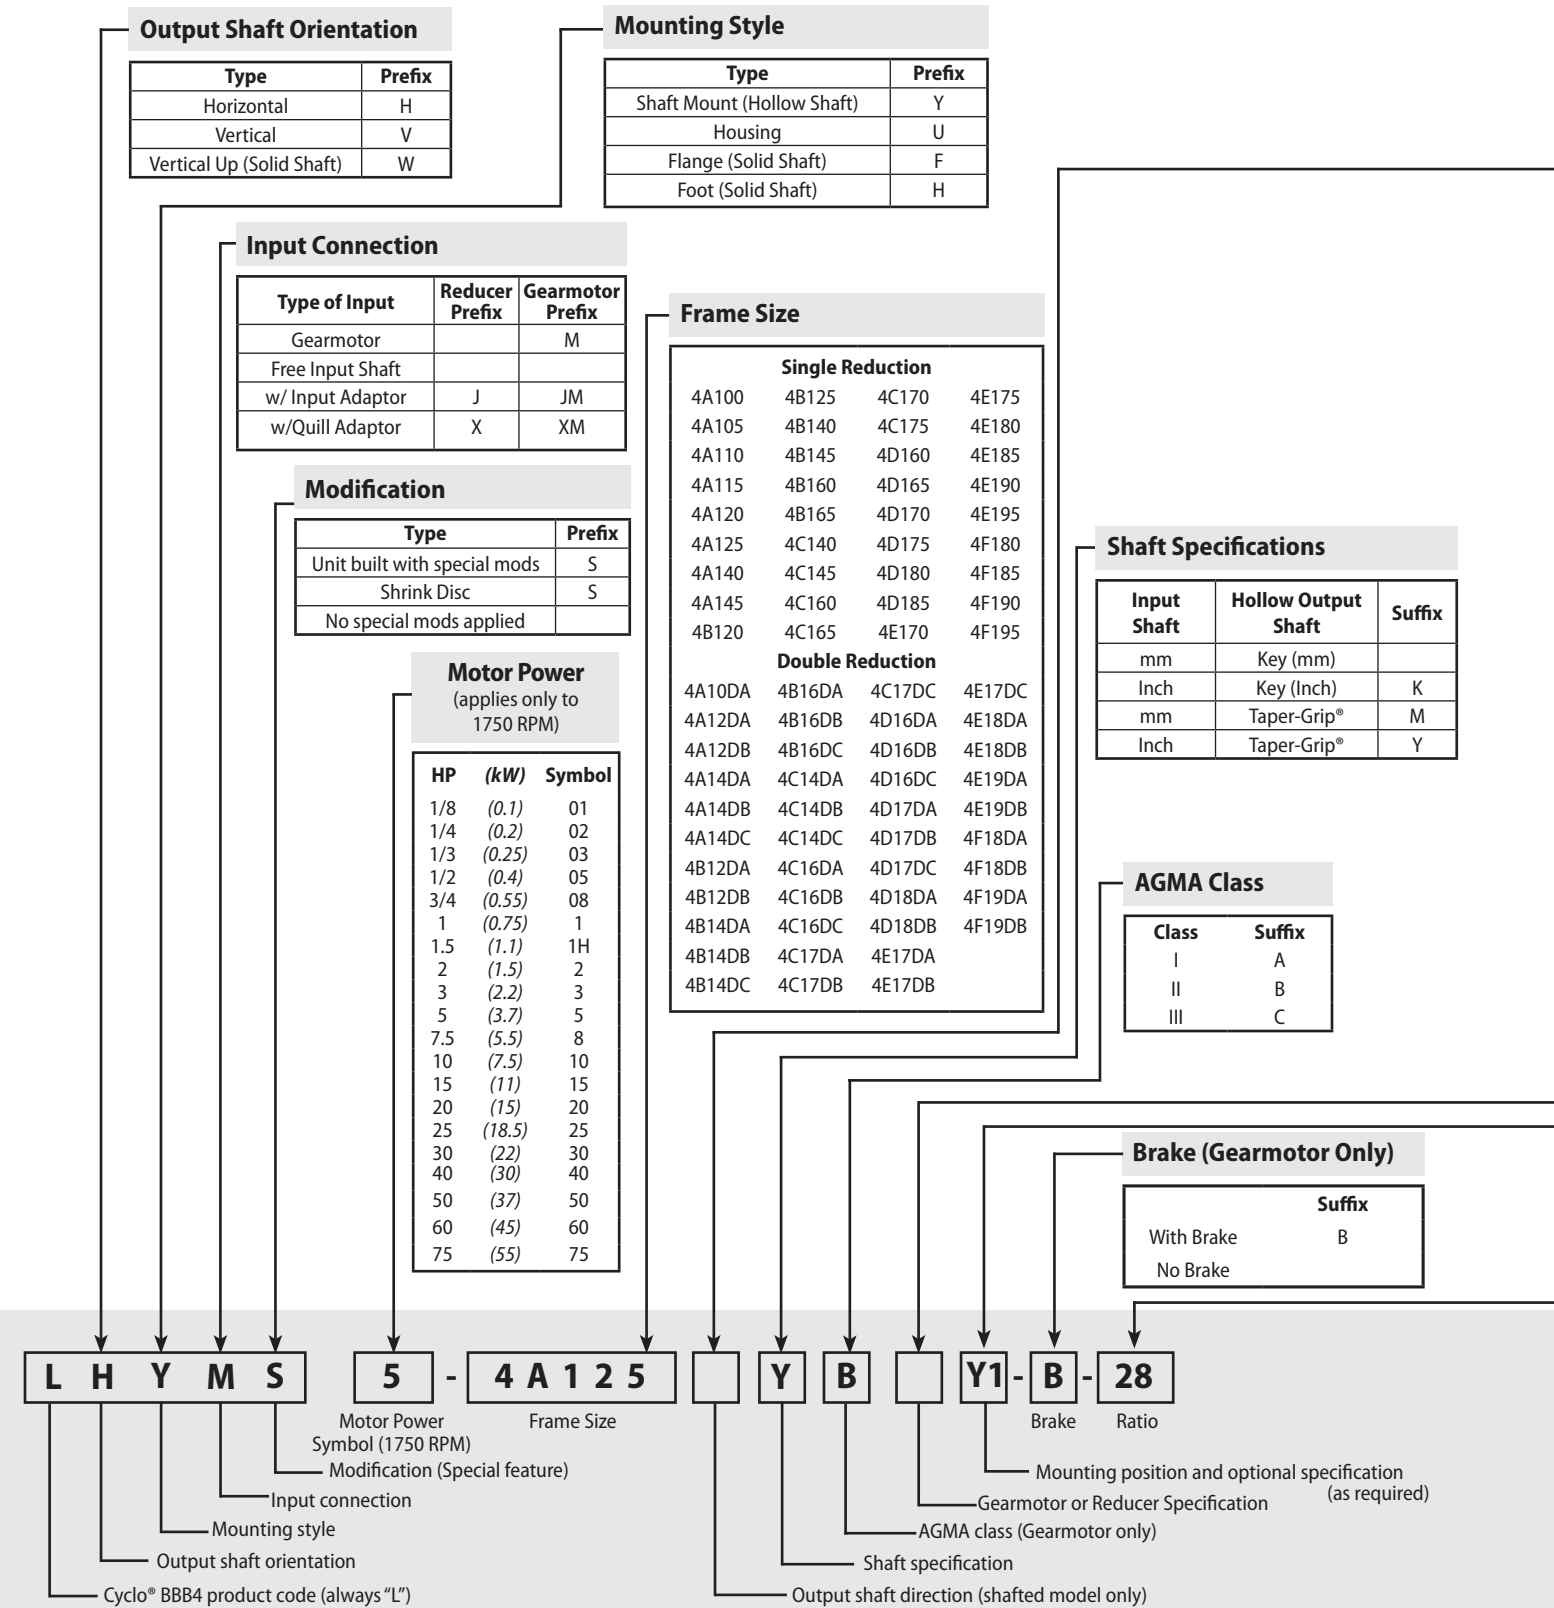 Output Shaft Orientation
Type Prefix
Horizontal H
Vertical V
Vertical Up (Solid Shaft) W
Mounting Style
Type Prefix
Shaft Mount (Hollow Shaft) Y
Housing U
Flange (Solid Shaft) F
Foot (Solid Shaft) H
Input Connection
Type of Input Reducer Prefix Gearmotor Prefix
Gearmotor M
Free Input Shaft
w/ Input Adaptor J JM
w/Quill Adaptor X XM
Modification
Type Prefix
Unit built with special mods S
Shrink Disc S
No special mods applied
Motor Power
(applies only to
1750 RPM)
HP (kW) Symbol
1/8 (0.1) 01
1/4 (0.2) 02
1/3 (0.25) 03
1/2 (0.4) 05
3/4 (0.55) 08
1 (0.75) 1
1.5 (1.1) 1H
2 (1.5) 2
3 (2.2) 3
5 (3.7) 5
7.5 (5.5) 8
10 (7.5) 10
15 (11) 15
20 (15) 20
25 (18.5) 25
30 (22) 30
40 (30) 40
50 (37) 50
60 (45) 60
75 (55) 75
Frame Size
Single Reduction
4A100 4B125 4C170 4E175
4A105 4B140 4C175 4E180
4A110 4B145 4D160 4E185
4A115 4B160 4D165 4E190
4A120 4B165 4D170 4E195
4A125 4C140 4D175 4F180
4A140 4C145 4D180 4F185
4A145 4C160 4D185 4F190
4B120 4C165 4E170 4F195
Double Reduction
4A10DA 4B16DA 4C17DC 4E17DC
4A12DA 4B16DB 4D16DA 4E18DA
4A12DB 4B16DC 4D16DB 4E18DB
4A14DA 4C14DA 4D16DC 4E19DA
4A14DB 4C14DB 4D17DA 4E19DB
4A14DC 4C14DC 4D17DB 4F18DA
4B12DA 4C16DA 4D17DC 4F18DB
4B12DB 4C16DB 4D18DA 4F19DA
4B14DA 4C16DC 4D18DB 4F19DB
4B14DB 4C17DA 4E17DA
4B14DC 4C17DB 4E17DB
Shaft Specifications
Input Shaft Hollow Output Shaft Suffix
mm Key (mm)
Inch Key (Inch) K
mm Taper-Grip® M
Inch Taper-Grip® Y
AGMA Class
Class Suffix
I A
II B
III C
Brake (Gearmotor Only)
Suffix
With Brake B
No Brake
L H Y M S 5 - 4 A 1 2 5 Y B Y1 - B - 28
Motor Power
Symbol (1750 RPM)
Frame Size
Brake
Ratio
Modification (Special feature)
Input connection
Mounting style
Output shaft orientation
Cyclo® BBB4 product code (always “L”)
Mounting position and optional specification
(as required)
Gearmotor or Reducer Specification
AGMA class (Gearmotor only)
Shaft specification
Output shaft direction (shafted model only)